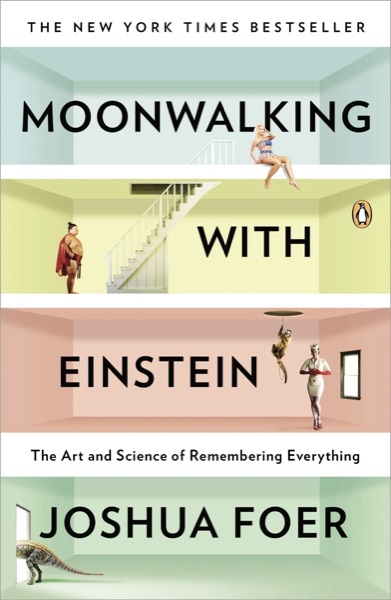 THE NEW YORK TIMES BESTSELLER
MOONWALKING
WITH
EINSTEIN
The Art and Science of Remembering Everything
JOSHUA FOER